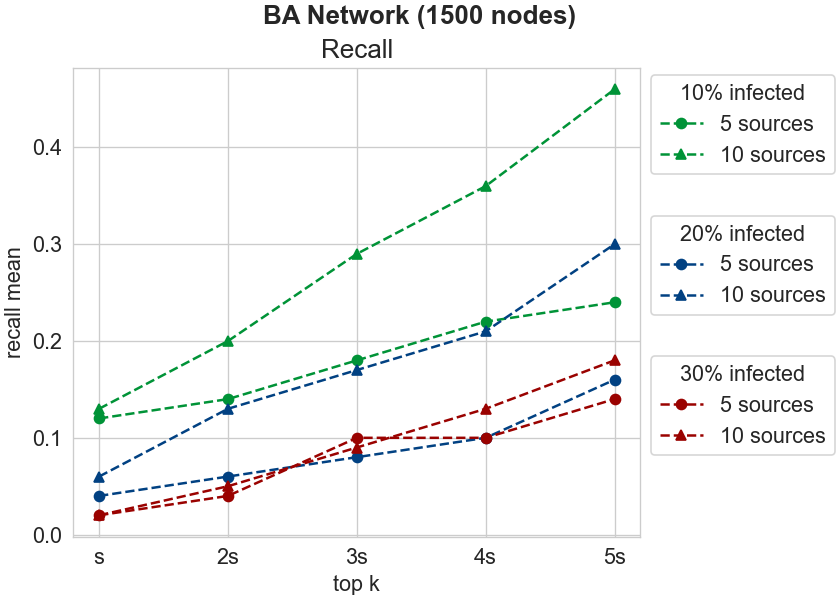 BA Network (1500 nodes)
Recall
0.4
0.3
0.2
0.1
0.0
recall mean
s 2s 3s 4s 5s
top k
10% infected
5 sources
10 sources
20% infected
5 sources
10 sources
30% infected
5 sources
10 sources